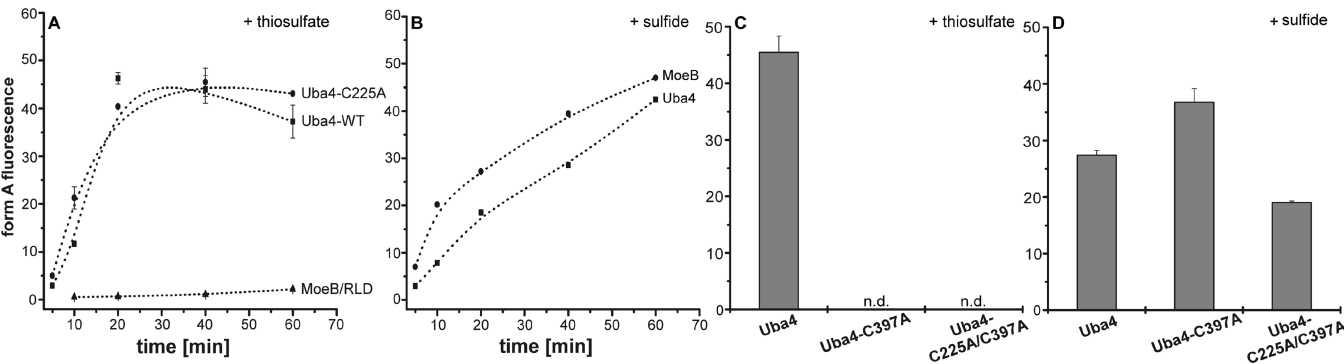 A
+ thiosulfate
form A fluorescence
60
50
40
30
20
10
0
Uba4-C225A
Uba4-WT
MoeB/RLD
10 20 30 40 50 60 70
time [min]
B
+ sulfide
60
50
40
30
20
10
0
MoeB
Uba4
10 20 30 40 50 60 70
time [min]
C
+ thiosulfate
50
40
30
20
10
0
n.d.
n.d.
Uba4
Uba4-C397A
Uba4-
C225A/C397A
D
+ sulfide
50
40
30
20
10
0
Uba4
Uba4-C397A
Uba4-
C225A/C397A